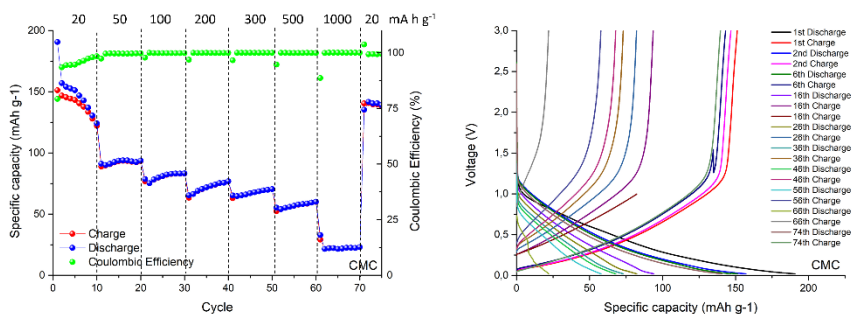 20 50 100 200 300 500 1000 20 mA h g-1
200
150
100
50
0
Specific capacity (mAh g-1)
100
75
50
25
0
Coulombic Efficiency (%)
Charge
Discharge
Coulombic Efficiency
CMC
0 10 20 30 40 50 60 70
Cycle
3.0
2.5
2.0
1.5
1.0
0.5
0.0
Voltage (V)
1st Discharge
1st Charge
2nd Discharge
2nd Charge
6th Discharge
6th Charge
16th Discharge
16th Charge
16th Charge
26th Discharge
26th Charge
36th Discharge
36th Charge
46th Discharge
46th Charge
56th Discharge
56th Charge
66th Discharge
66th Charge
74th Discharge
74th Charge
CMC
0 50 100 150 200
Specific capacity (mAh g-1)